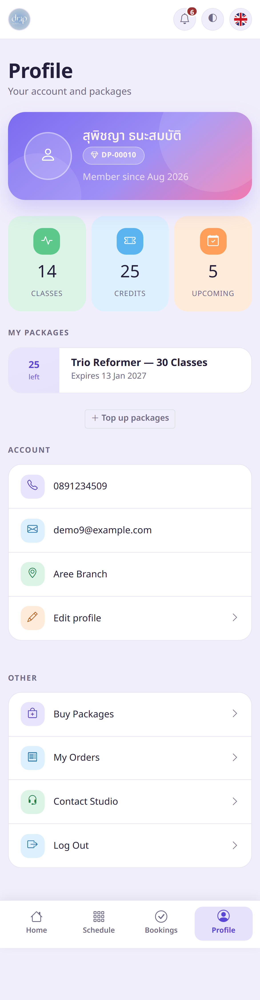 drip
6
Profile
Your account and packages
สุพิชญา ธนะสมบัติ
DP-00010
Member since Aug 2026
14
CLASSES
25
CREDITS
5
UPCOMING
MY PACKAGES
25
left
Trio Reformer — 30 Classes
Expires 13 Jan 2027
Top up packages
ACCOUNT
0891234509
demo9@example.com
Aree Branch
Edit profile
OTHER
Buy Packages
My Orders
Contact Studio
Log Out
Home
Schedule
Bookings
Profile